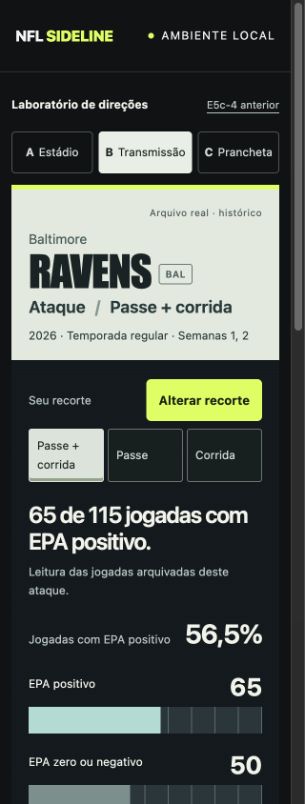 NFL SIDELINE
AMBIENTE LOCAL
Laboratório de direções
E5c-4 anterior
A Estádio
B Transmissão
C Prancheta
Arquivo real · histórico
Baltimore
RAVENS BAL
Ataque / Passe + corrida
2026 · Temporada regular · Semanas 1, 2
Seu recorte
Alterar recorte
Passe +
corrida
Passe
Corrida
65 de 115 jogadas com
EPA positivo.
Leitura das jogadas arquivadas deste
ataque.
Jogadas com EPA positivo 56,5%
EPA positivo 65
EPA zero ou negativo 50